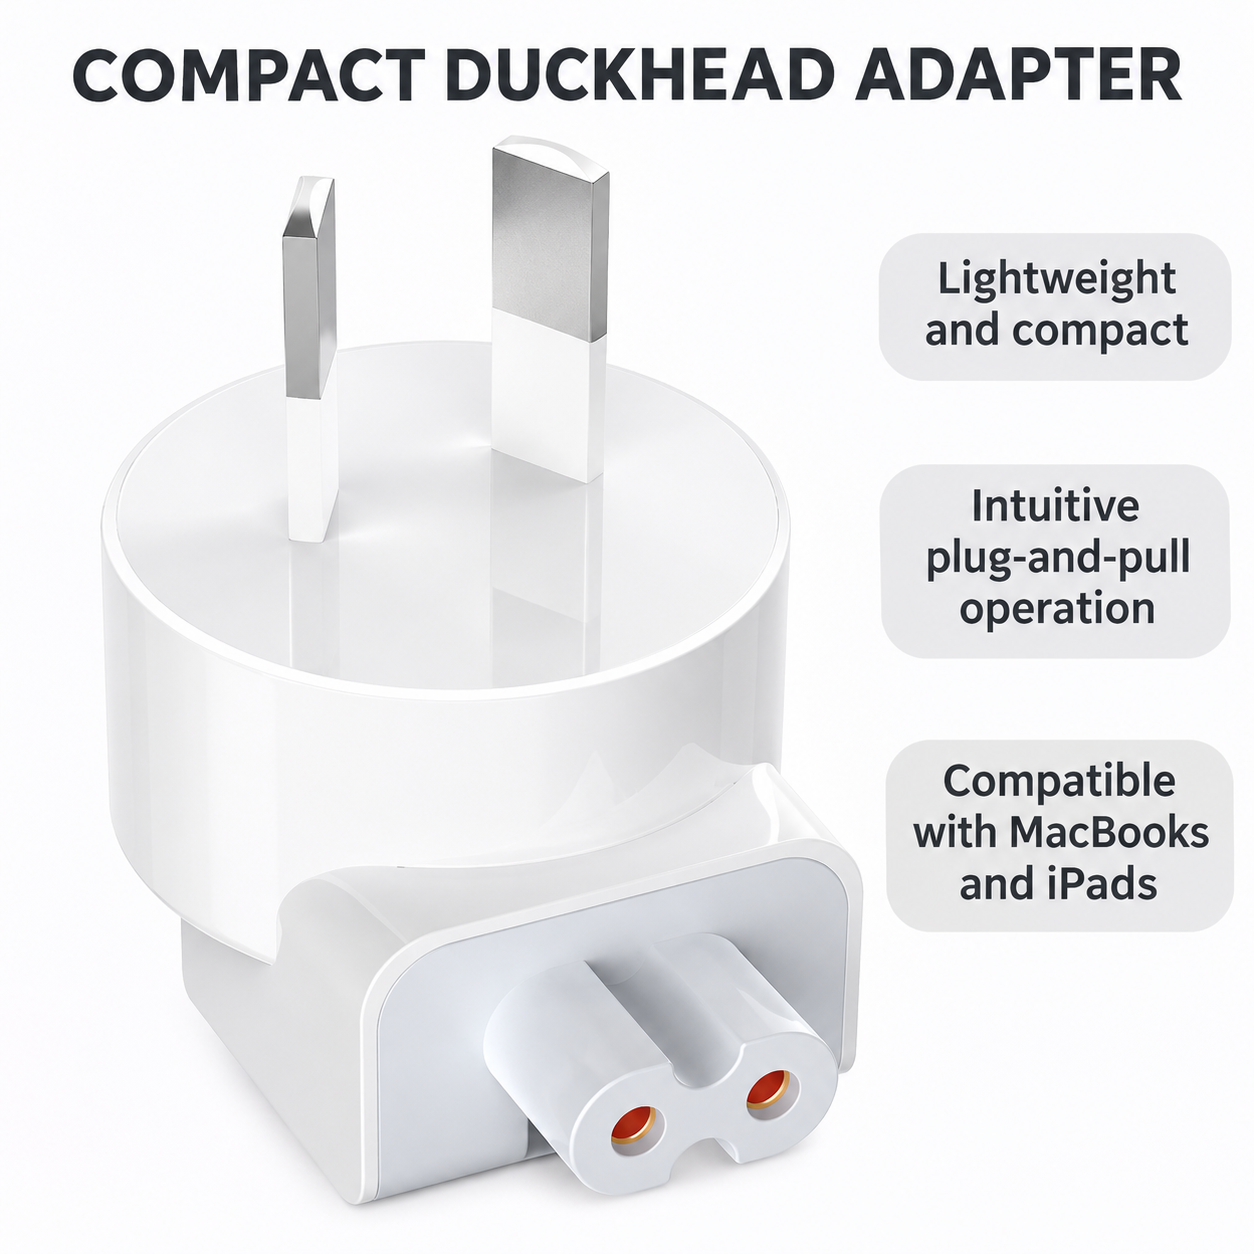 COMPACT DUCKHEAD ADAPTER
Lightweight
and compact
Intuitive
plug-and-pull
operation
Compatible
with MacBooks
and iPads